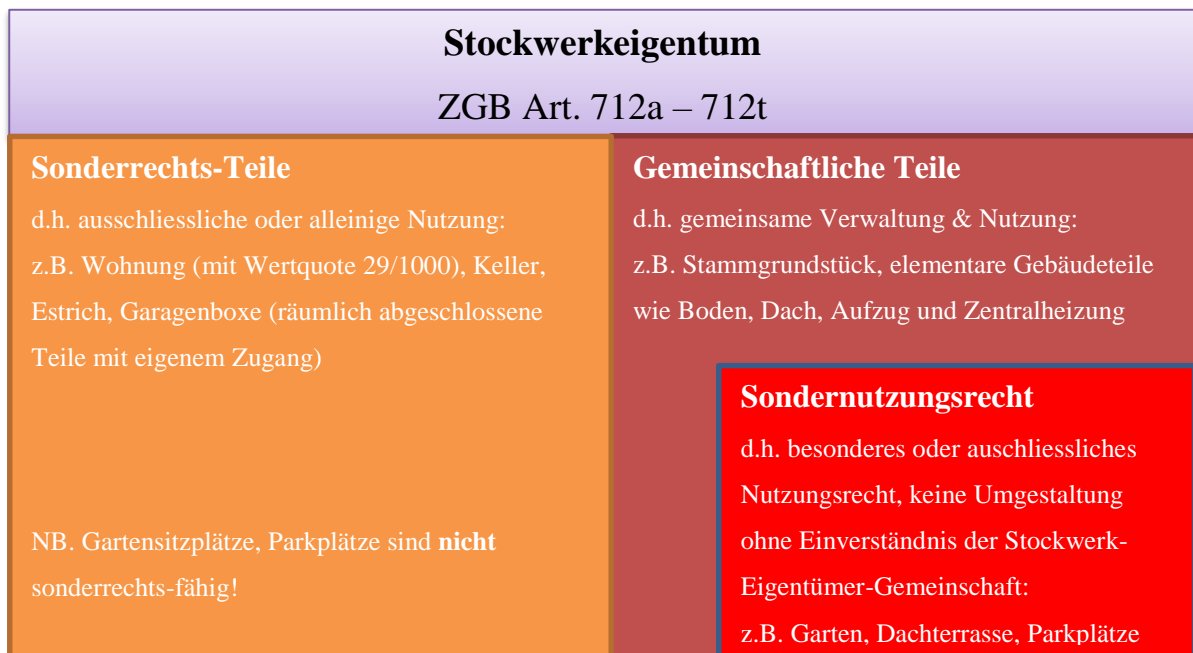 Stockwerkeigentum
ZGB Art. 712a – 712t
Sonderrechts-Teile
d.h. ausschliessliche oder alleinige Nutzung:
z.B. Wohnung (mit Wertquote 29/1000), Keller,
Estrich, Garagenboxe (räumlich abgeschlossene
Teile mit eigenem Zugang)
NB. Gartensitzplätze, Parkplätze sind nicht
sonderrechts-fähig!
Gemeinschaftliche Teile
d.h. gemeinsame Verwaltung & Nutzung:
z.B. Stammgrundstück, elementare Gebäudeteile
wie Boden, Dach, Aufzug und Zentralheizung
Sondernutzungsrecht
d.h. besonderes oder auschliessliches
Nutzungsrecht, keine Umgestaltung
ohne Einverständnis der Stockwerk-
Eigentümer-Gemeinschaft:
z.B. Garten, Dachterrasse, Parkplätze